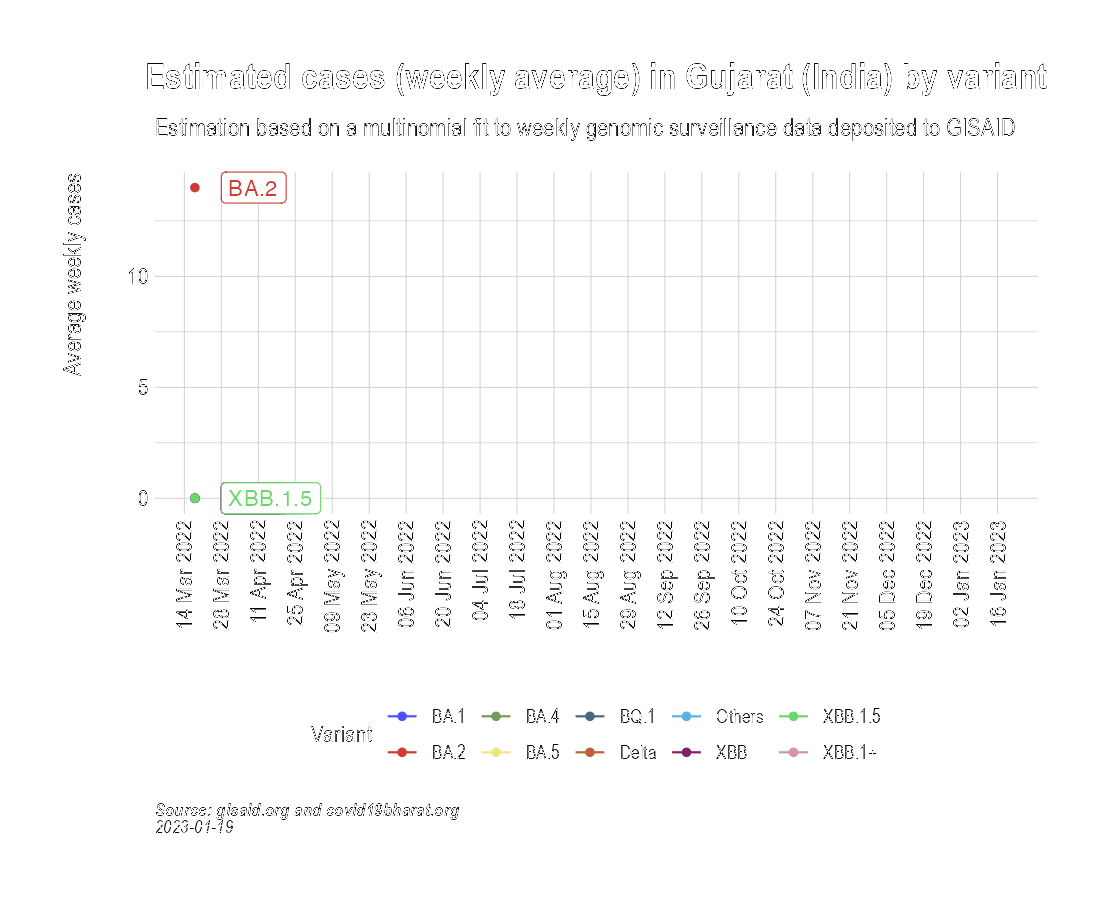 Estimated cases (weekly average) in Gujarat (India) by variant
Estimation based on a multinomial fit to weekly genomic surveillance data deposited to GISAID
Average weekly cases
BA.2
10
5
0
XBB.1.5
14 Mar 2022
28 Mar 2022
11 Apr 2022
25 Apr 2022
09 May 2022
23 May 2022
06 Jun 2022
20 Jun 2022
04 Jul 2022
18 Jul 2022
01 Aug 2022
15 Aug 2022
29 Aug 2022
12 Sep 2022
26 Sep 2022
10 Oct 2022
24 Oct 2022
07 Nov 2022
21 Nov 2022
05 Dec 2022
19 Dec 2022
02 Jan 2023
16 Jan 2023
Variant
BA.1 BA.4 BQ.1 Others XBB.1.5
BA.2 BA.5 Delta XBB XBB.1+
Source: gisaid.org and covid19bharat.org
2023-01-19